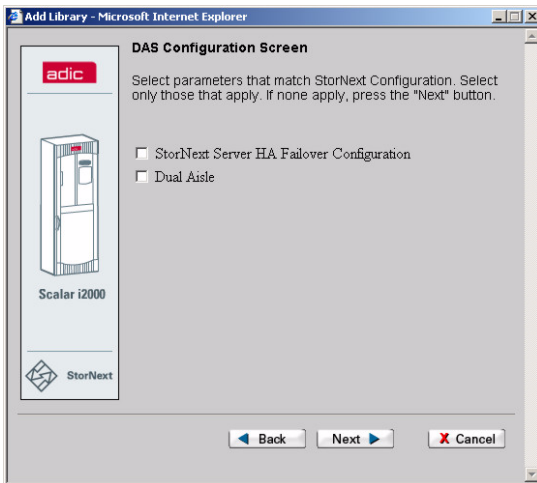 Add Library - Microsoft Internet Explorer
adic
Scalar i2000
StorNext
DAS Configuration Screen
Select parameters that match StorNext Configuration. Select
only those that apply. If none apply, press the "Next" button.
StorNext Server HA Failover Configuration
Dual Aisle
Back
Next
X Cancel